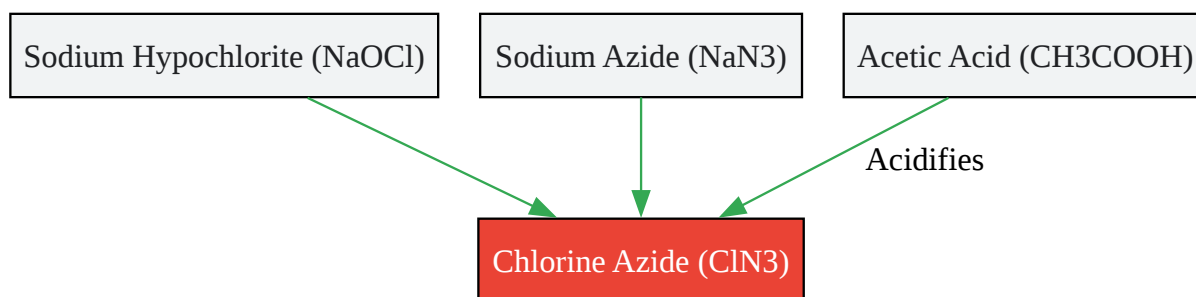 Sodium Hypochlorite (NaOCl)
Sodium Azide (NaN3)
Acetic Acid (CH3COOH)
Acidifies
Chlorine Azide (ClN3)